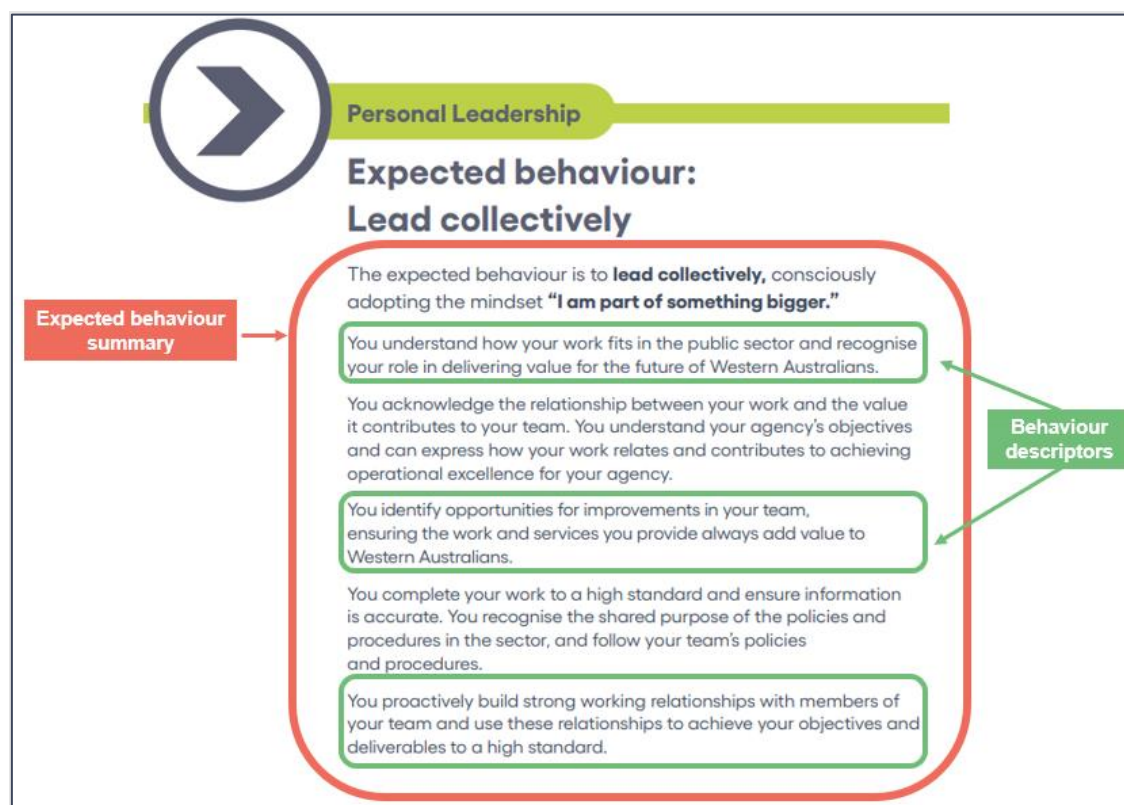 Personal Leadership
Expected behaviour:
Lead collectively
The expected behaviour is to lead collectively, consciously
adopting the mindset “I am part of something bigger.”
Expected behaviour
summary
You understand how your work fits in the public sector and recognise
your role in delivering value for the future of Western Australians.
You acknowledge the relationship between your work and the value
it contributes to your team. You understand your agency’s objectives
and can express how your work relates and contributes to achieving
operational excellence for your agency.
Behaviour
descriptors
You identify opportunities for improvements in your team,
ensuring the work and services you provide always add value to
Western Australians.
You complete your work to a high standard and ensure information
is accurate. You recognise the shared purpose of the policies and
procedures in the sector, and follow your team’s policies
and procedures.
You proactively build strong working relationships with members of
your team and use these relationships to achieve your objectives and
deliverables to a high standard.